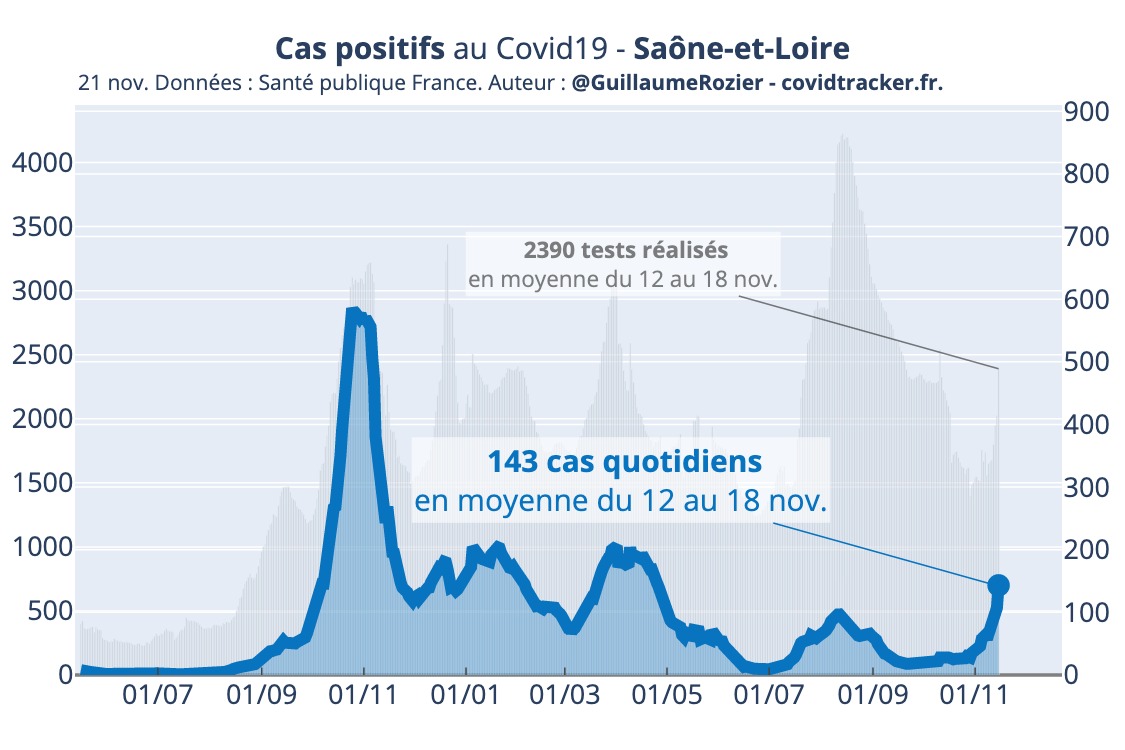 Cas positifs au Covid19 - Saône-et-Loire
21 nov. Données : Santé publique France. Auteur : @GuillaumeRozier - covidtracker.fr.
900
4000
800
3500
700
2390 tests réalisés
en moyenne du 12 au 18 nov.
3000
600
2500
500
2000
400
143 cas quotidiens
en moyenne du 12 au 18 nov.
1500
300
1000
200
500
100
0
0
01/07 01/09 01/11 01/01 01/03 01/05 01/07 01/09 01/11